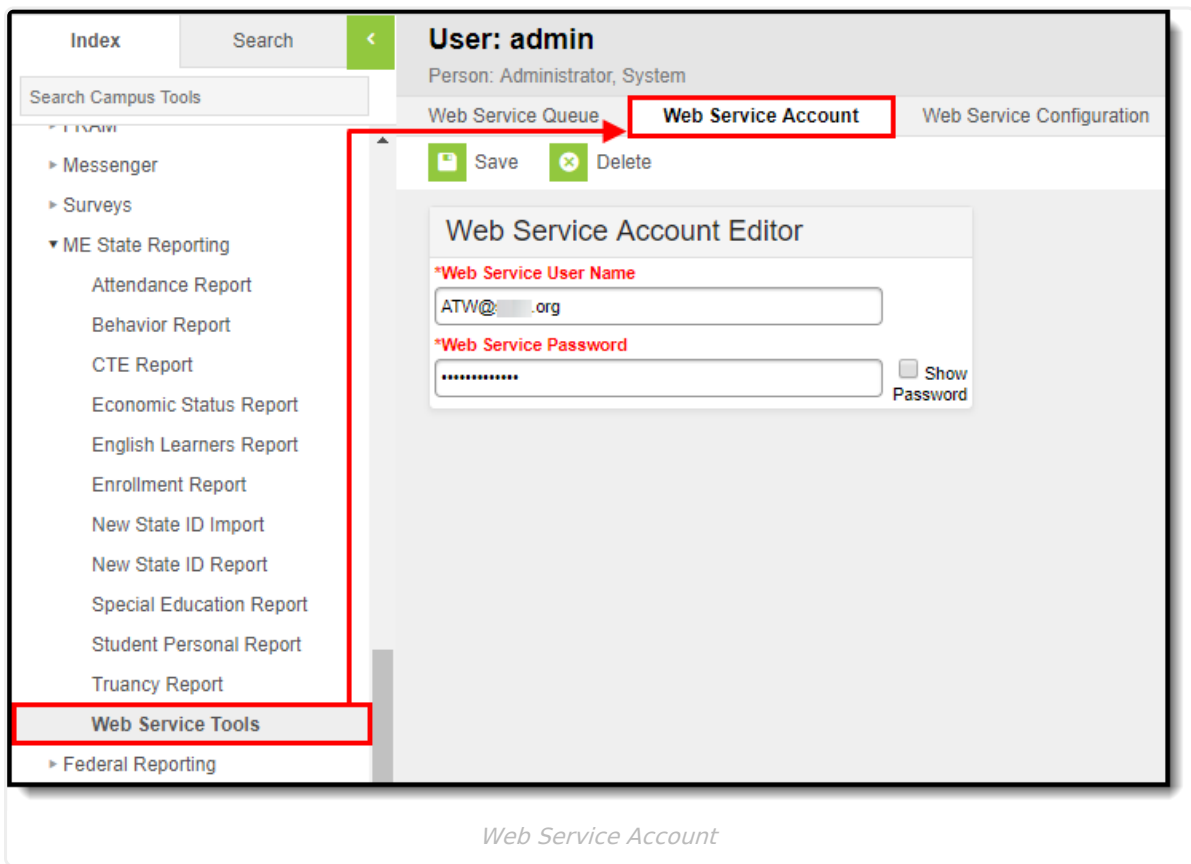 Index
Search
Search Campus Tools
FRAM
Messenger
Surveys
ME State Reporting
Attendance Report
Behavior Report
CTE Report
Economic Status Report
English Learners Report
Enrollment Report
New State ID Import
New State ID Report
Special Education Report
Student Personal Report
Truancy Report
Web Service Tools
Federal Reporting
User: admin
Person: Administrator, System
Web Service Queue Web Service Account Web Service Configuration
Save Delete
Web Service Account Editor
*Web Service User Name
ATW@ .org
*Web Service Password
•••••••••••••
Show
Password
Web Service Account